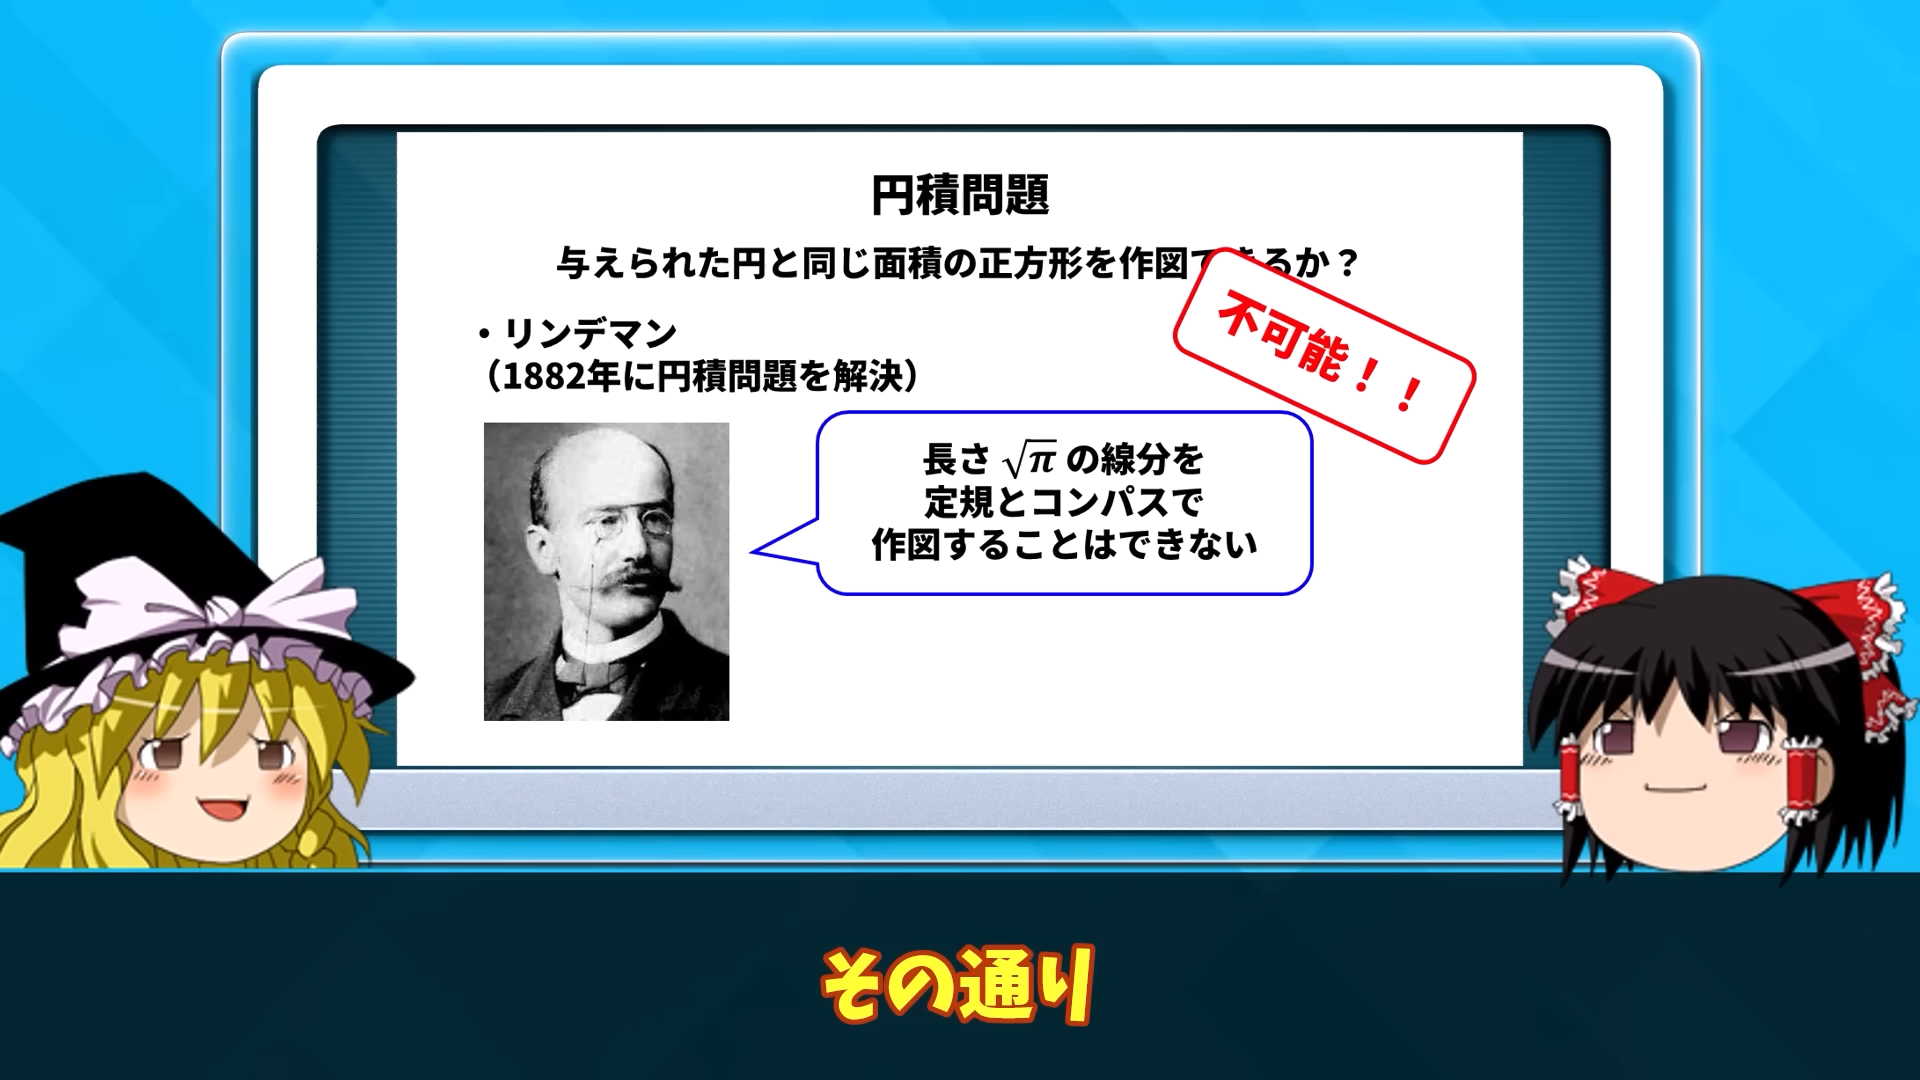 円積問題
与えられた円と同じ面積の正方形を作図できるか？
不可能！！
・リンデマン
（1882年に円積問題を解決）
長さ √π の線分を
定規とコンパスで
作図することはできない
その通り